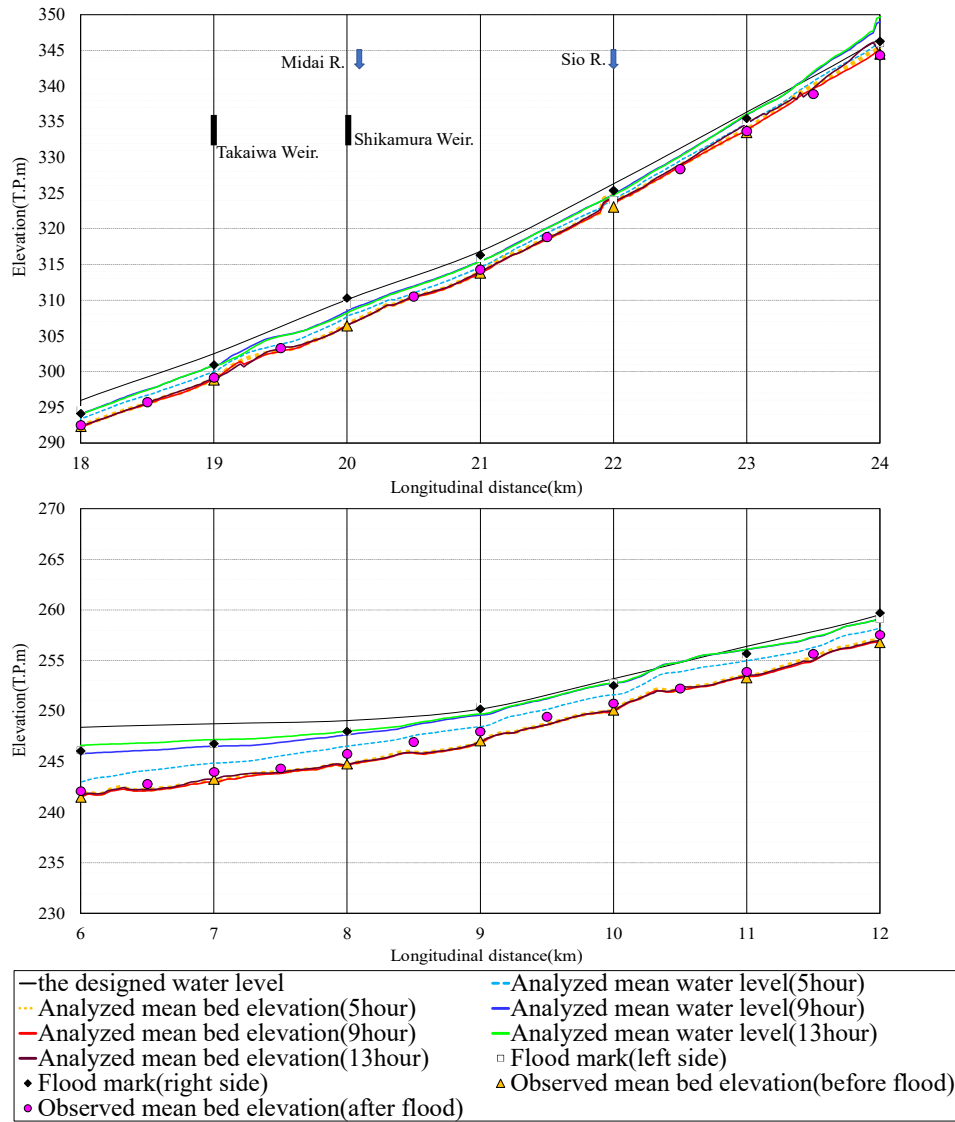 350
345
340
335
330
325
320
315
310
305
300
295
290
Elevation(T.P.m)
Midai R.
Sio R.
Takaiwa Weir.
Shikamura Weir.
18 19 20 21 22 23 24
Longitudinal distance(km)
270
265
260
255
250
245
240
235
230
Elevation(T.P.m)
6 7 8 9 10 11 12
Longitudinal distance(km)
the designed water level
Analyzed mean water level(5hour)
Analyzed mean bed elevation(5hour)
Analyzed mean water level(9hour)
Analyzed mean bed elevation(9hour)
Analyzed mean water level(13hour)
Analyzed mean bed elevation(13hour)
Flood mark(left side)
Flood mark(right side)
Observed mean bed elevation(before flood)
Observed mean bed elevation(after flood)